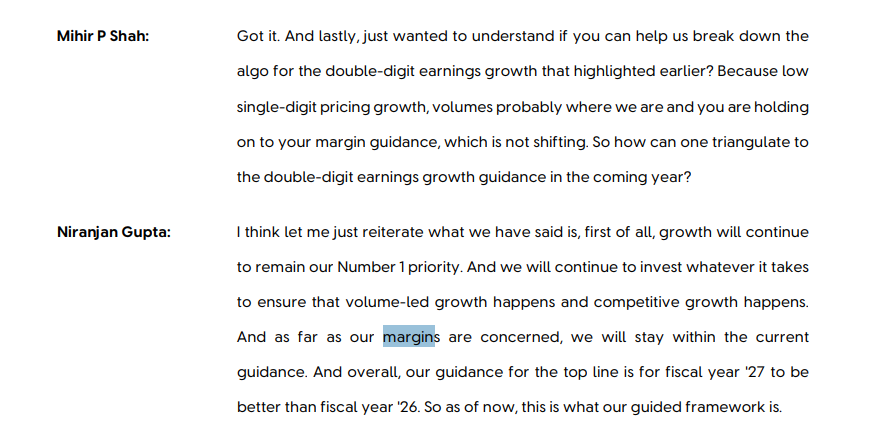 Mihir P Shah: Got it. And lastly, just wanted to understand if you can help us break down the
algo for the double-digit earnings growth that highlighted earlier? Because low
single-digit pricing growth, volumes probably where we are and you are holding
on to your margin guidance, which is not shifting. So how can one triangulate to
the double-digit earnings growth guidance in the coming year?
Niranjan Gupta: I think let me just reiterate what we have said is, first of all, growth will continue
to remain our Number 1 priority. And we will continue to invest whatever it takes
to ensure that volume-led growth happens and competitive growth happens.
And as far as our margins are concerned, we will stay within the current
guidance. And overall, our guidance for the top line is for fiscal year '27 to be
better than fiscal year '26. So as of now, this is what our guided framework is.